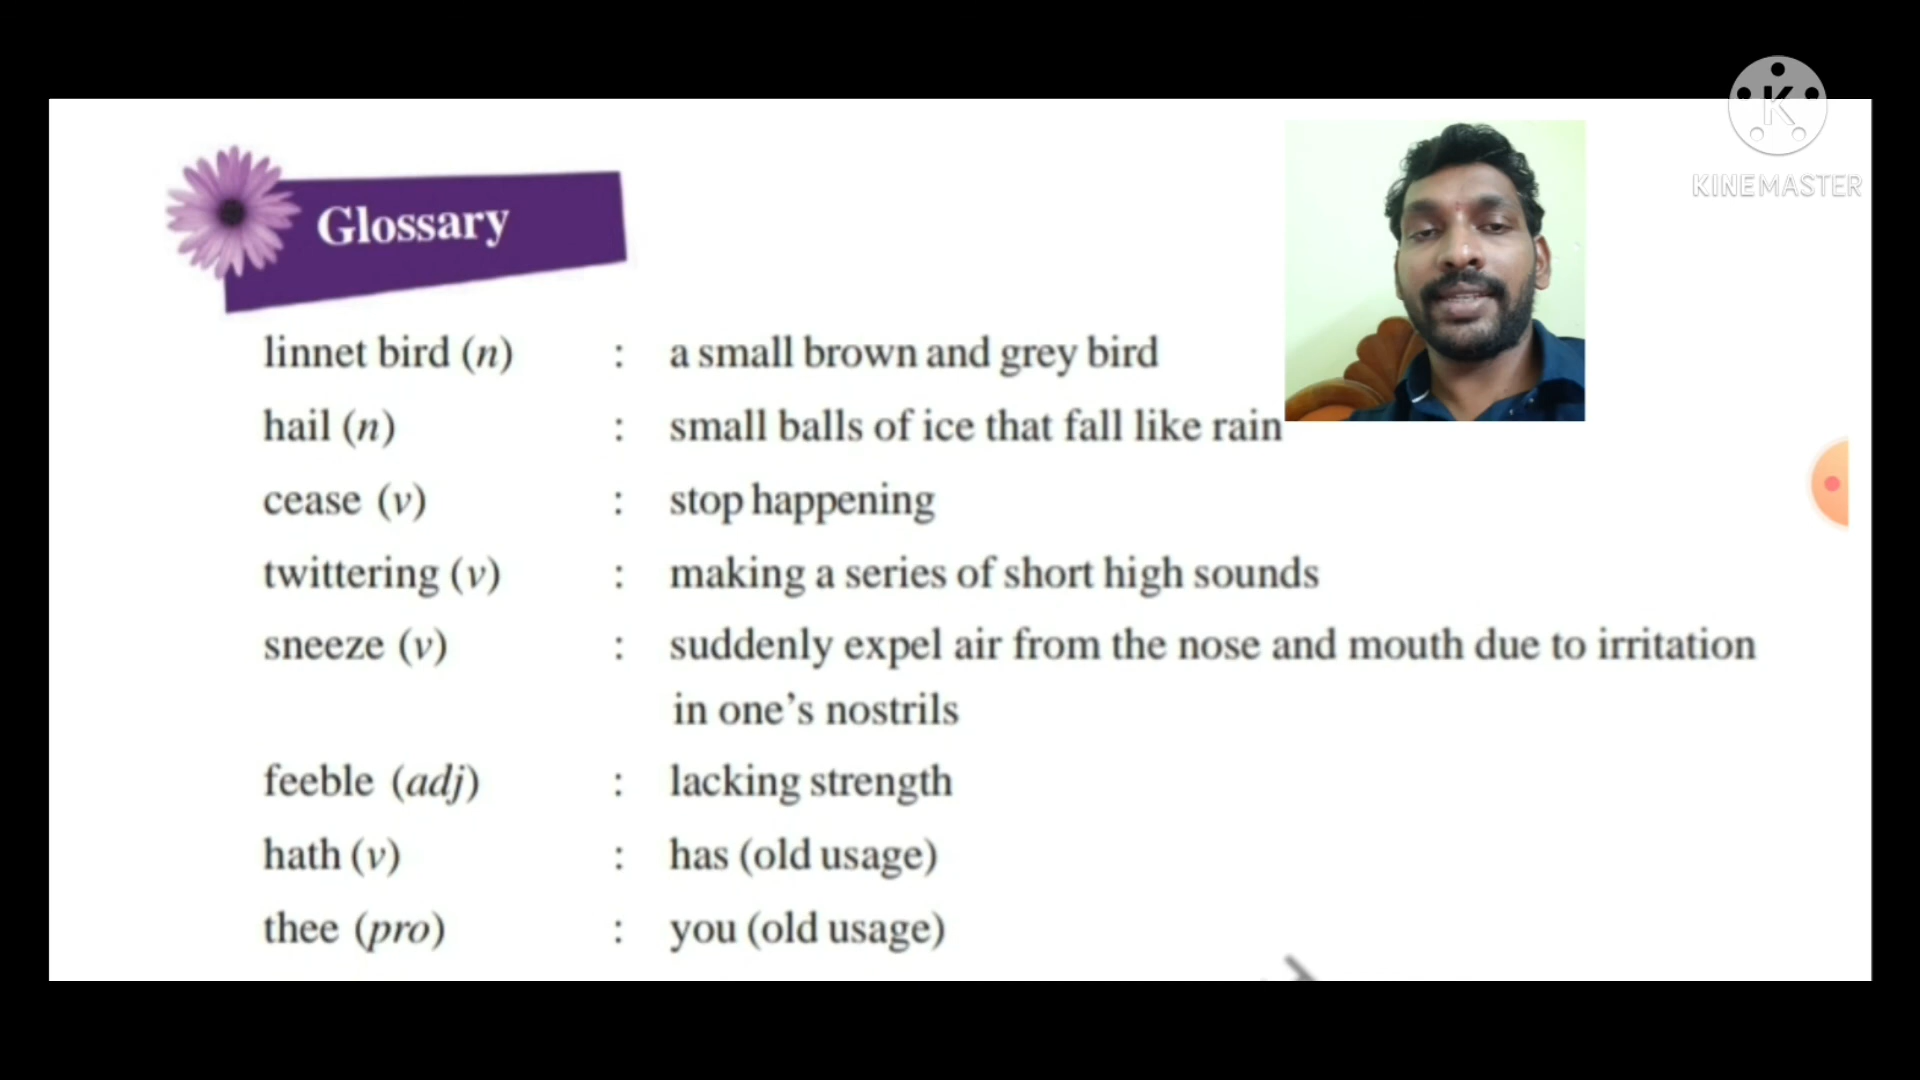 KINEMASTER
Glossary
linnet bird (n) : a small brown and grey bird
hail (n) : small balls of ice that fall like rain
cease (v) : stop happening
twittering (v) : making a series of short high sounds
sneeze (v) : suddenly expel air from the nose and mouth due to irritation
in one’s nostrils
feeble (adj) : lacking strength
hath (v) : has (old usage)
thee (pro) : you (old usage)